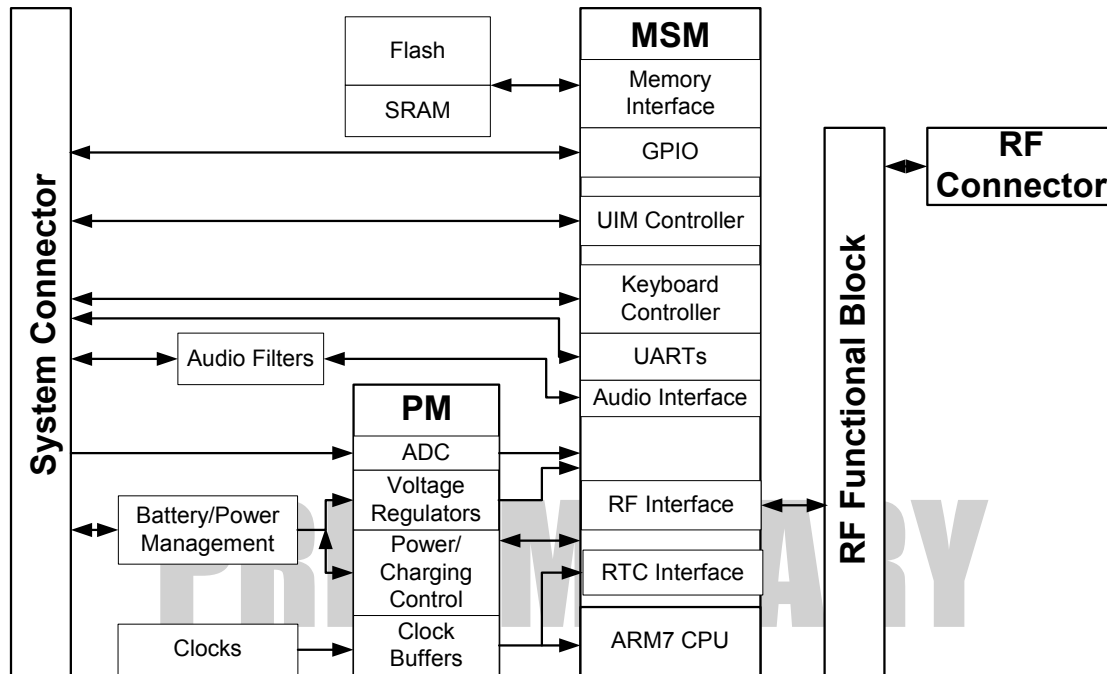 System Connector
Flash
SRAM
MSM
Memory
Interface
GPIO
UIM Controller
Keyboard
Controller
UARTs
Audio Interface
RF Interface
RTC Interface
ARM7 CPU
Audio Filters
PM
ADC
Voltage
Regulators
Power/
Charging
Control
Clock
Buffers
Battery/Power
Management
Clocks
RF Functional Block
RF
Connector
PRELIMINARY